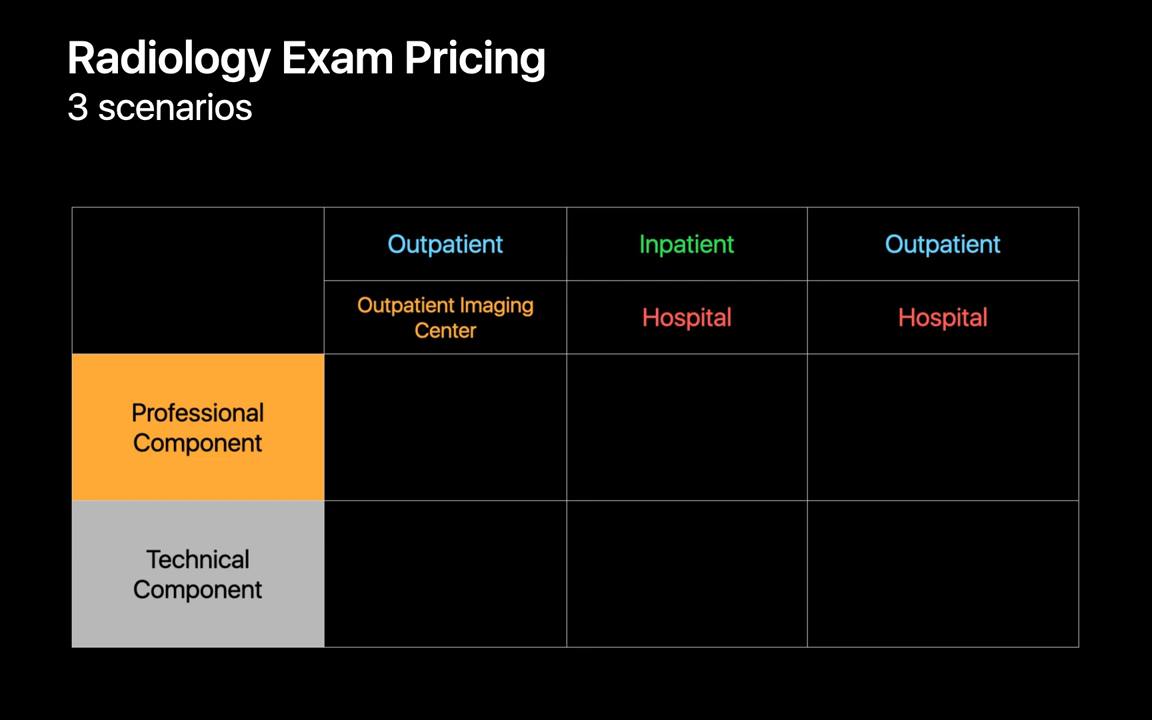 Radiology Exam Pricing
3 scenarios
Outpatient
Inpatient
Outpatient
Outpatient Imaging
Center
Hospital
Hospital
Professional
Component
Technical
Component